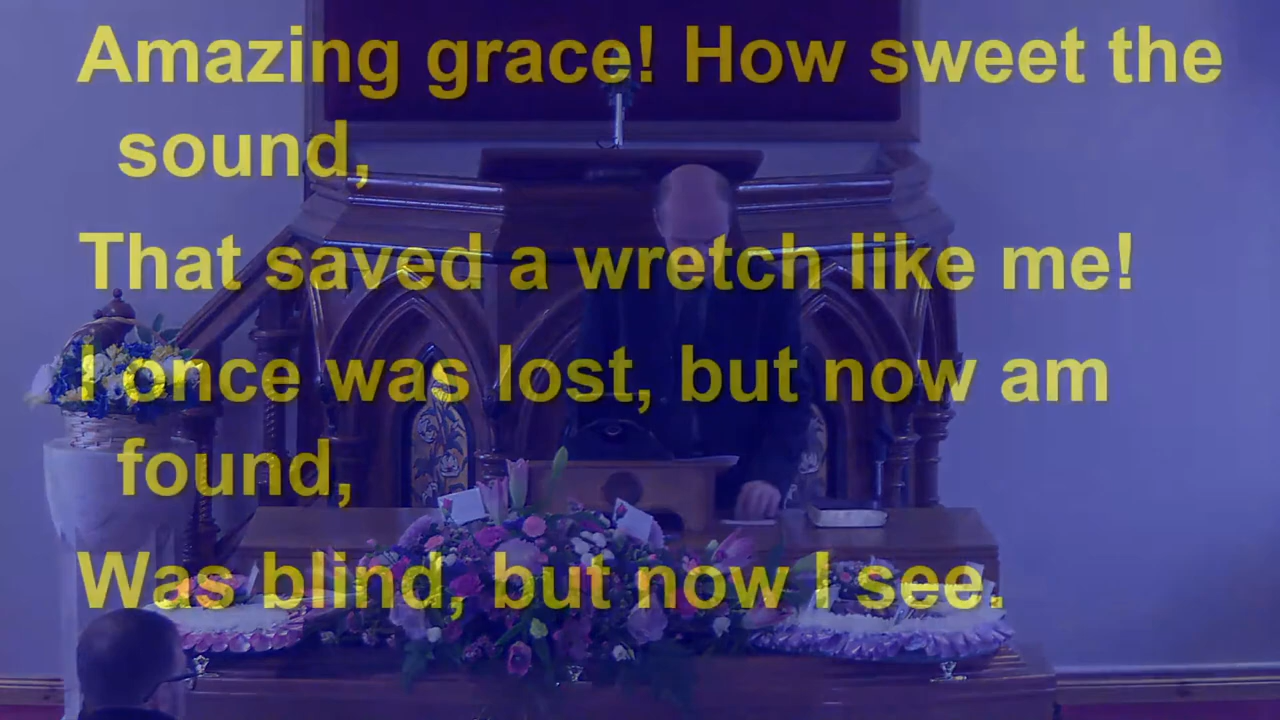 Amazing grace! How sweet the
sound,
That saved a wretch like me!
I once was lost, but now am
found,
Was blind, but now I see.